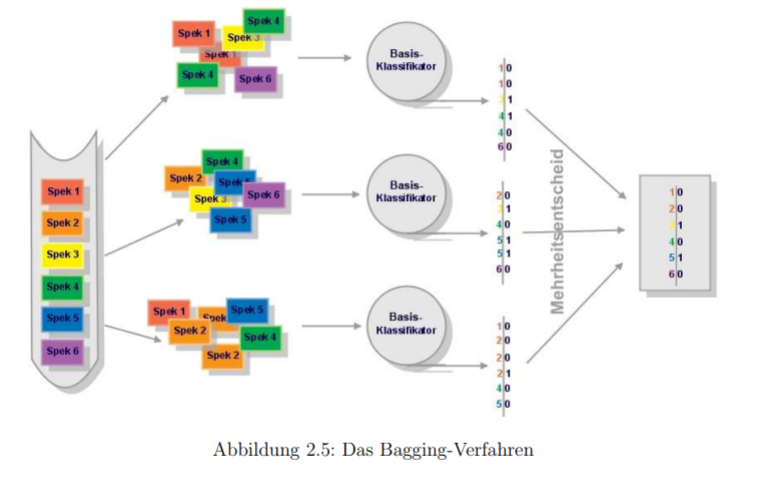 Spek 1
Spek 2
Spek 3
Spek 4
Spek 5
Spek 6
Spek 1
Spek 3
Spek 4
Spek 1
Spek 4
Spek 6
Basis-
Klassifikator
1 0
1 0
3 1
4 1
4 0
6 0
Spek 4
Spek 2
Spek
Spek 3
Spek 6
Spek 5
Basis-
Klassifikator
2 0
3 1
4 0
5 1
5 1
6 0
Spek 1
Spek
Spek 5
Spek 2
Spek 4
Spek 2
Basis-
Klassifikator
1 0
2 0
2 0
2 1
4 0
5 0
Mehrheitsentscheid
1 0
2 0
3 1
4 0
5 1
6 0
Abbildung 2.5: Das Bagging-Verfahren